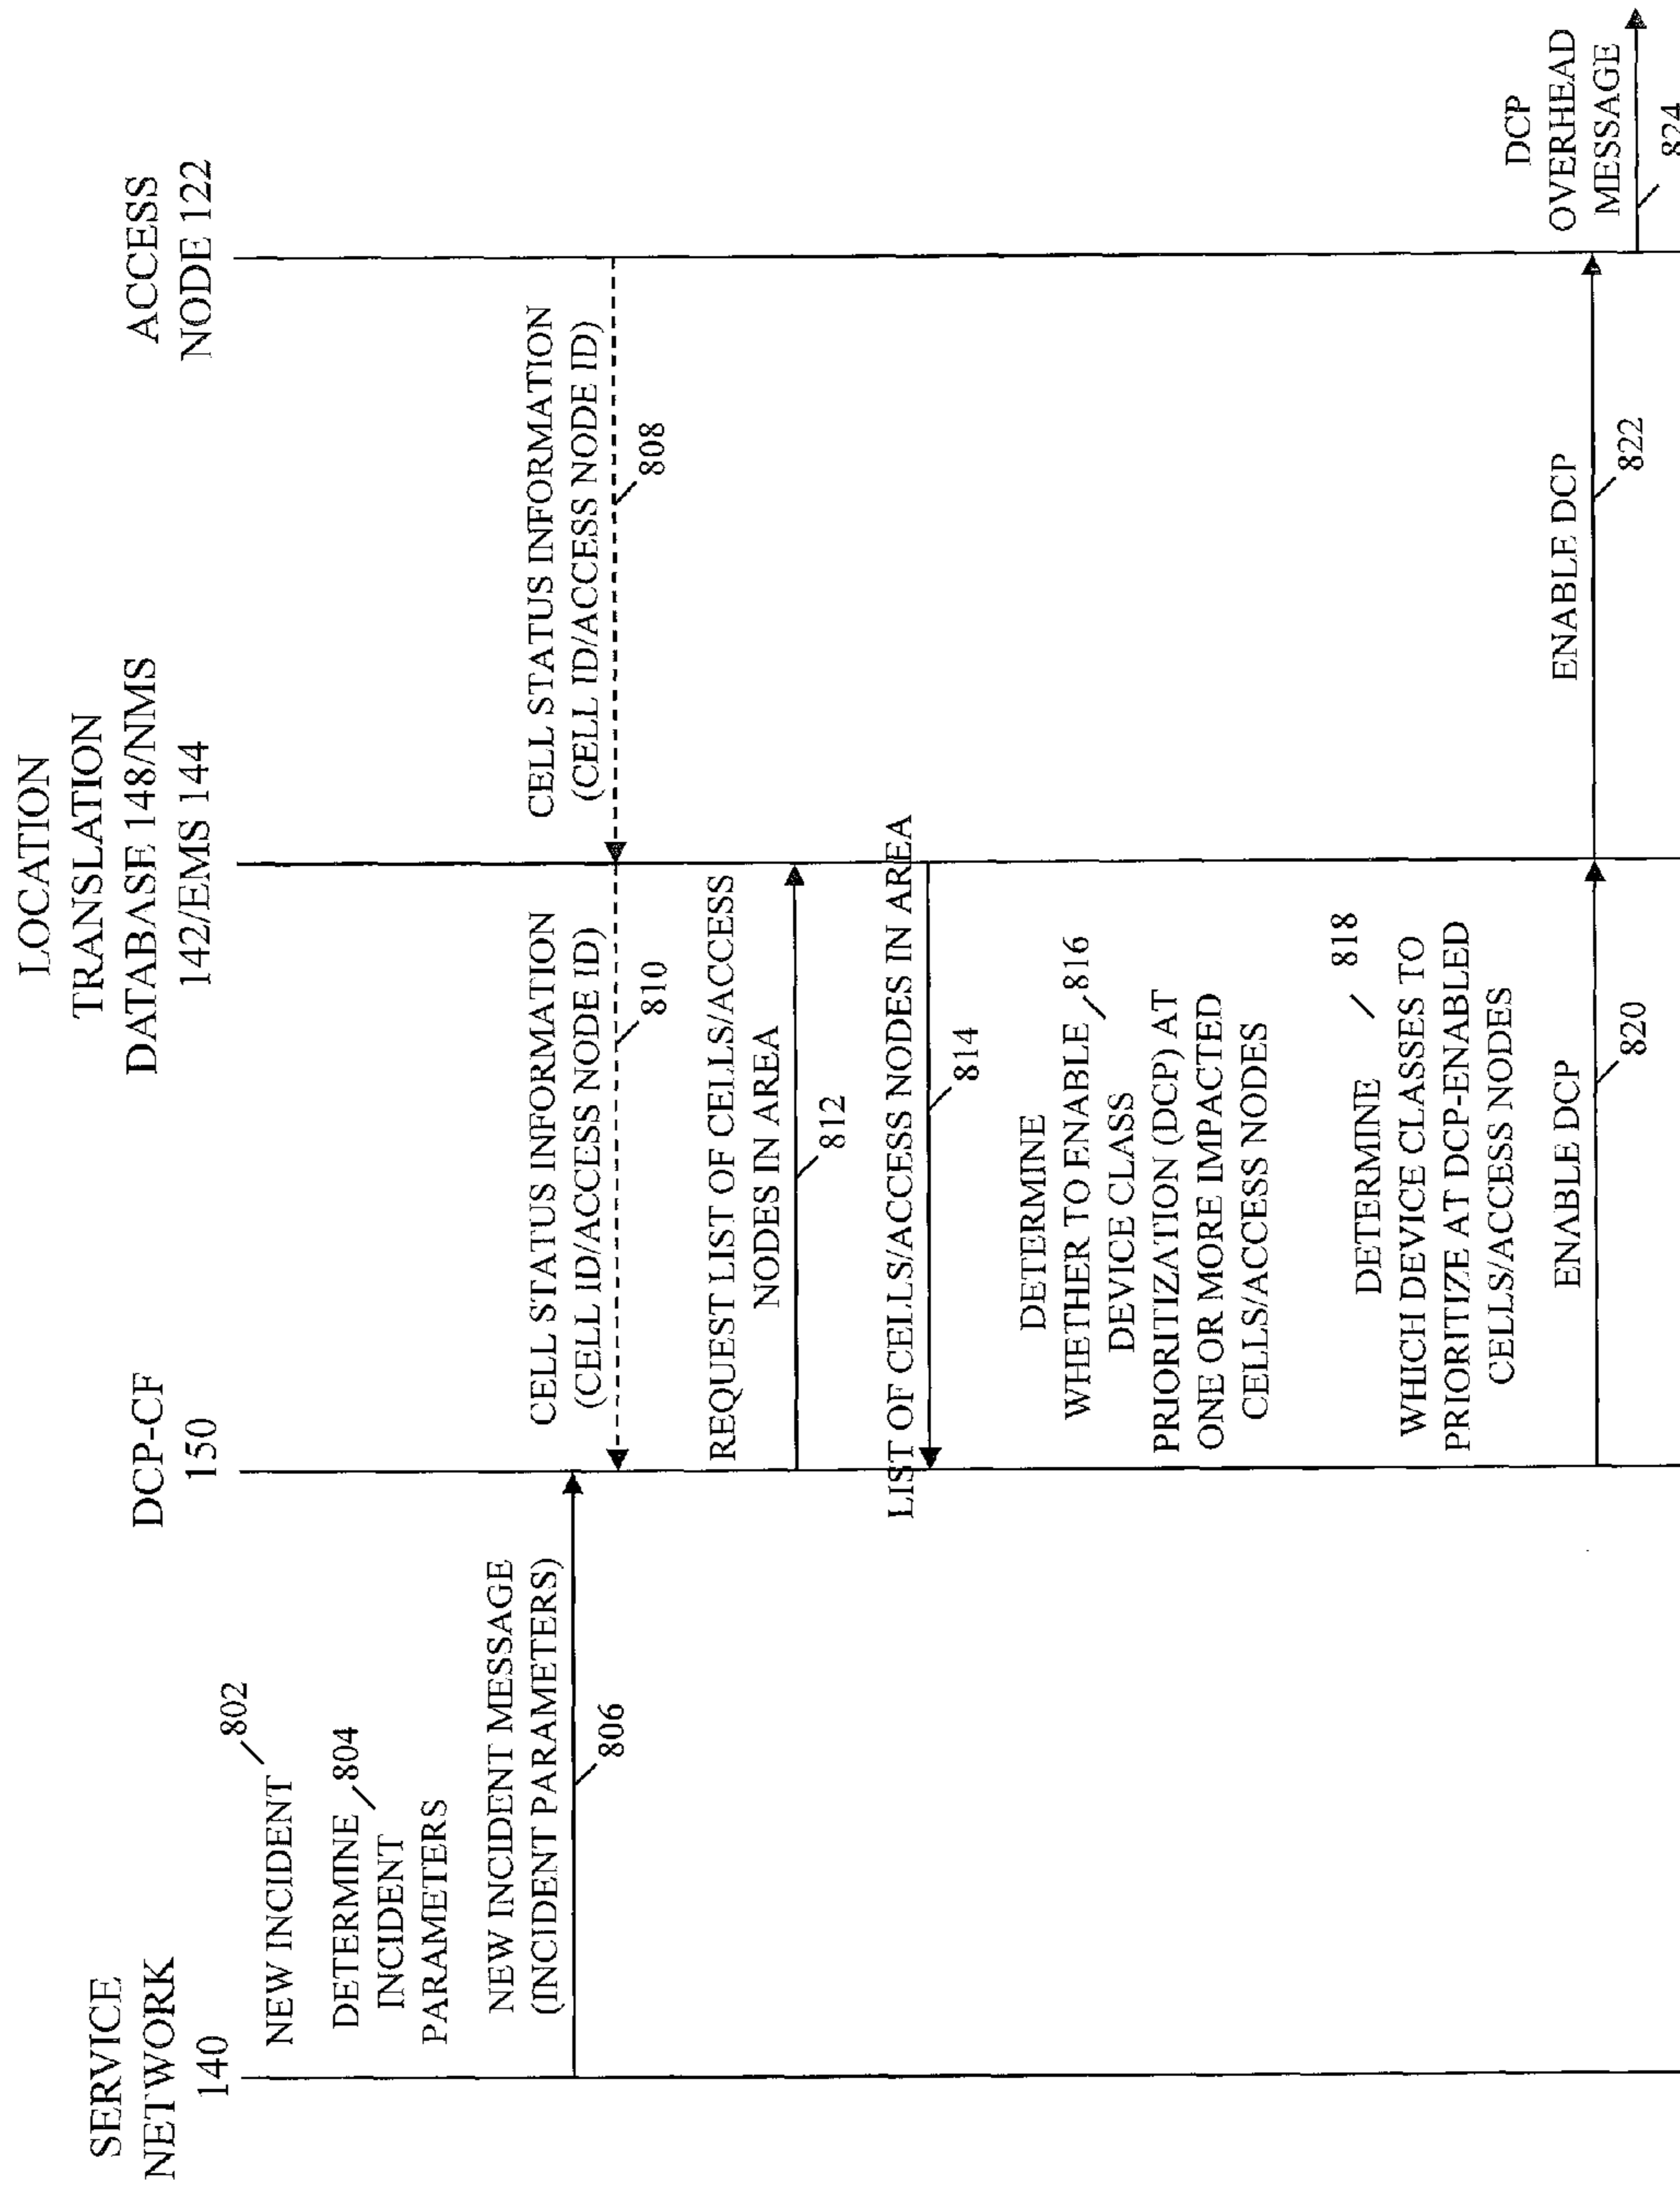 SERVICE
NETWORK
140
DCP-CF
150
LOCATION
TRANSLATION
DATABASE 148/NMS
142/EMS 144
ACCESS
NODE 122
802
NEW INCIDENT
DETERMINE 804
INCIDENT
PARAMETERS
NEW INCIDENT MESSAGE
(INCIDENT PARAMETERS)
806
CELL STATUS INFORMATION
(CELL ID/ACCESS NODE ID)
808
CELL STATUS INFORMATION
(CELL ID/ACCESS NODE ID)
810
REQUEST LIST OF CELLS/ACCESS
NODES IN AREA
812
LIST OF CELLS/ACCESS NODES IN AREA
814
DETERMINE
WHETHER TO ENABLE 816
DEVICE CLASS
PRIORITIZATION (DCP) AT
ONE OR MORE IMPACTED
CELLS/ACCESS NODES
818
DETERMINE
WHICH DEVICE CLASSES TO
PRIORITIZE AT DCP-ENABLED
CELLS/ACCESS NODES
ENABLE DCP
820
ENABLE DCP
822
DCP
OVERHEAD
MESSAGE
824